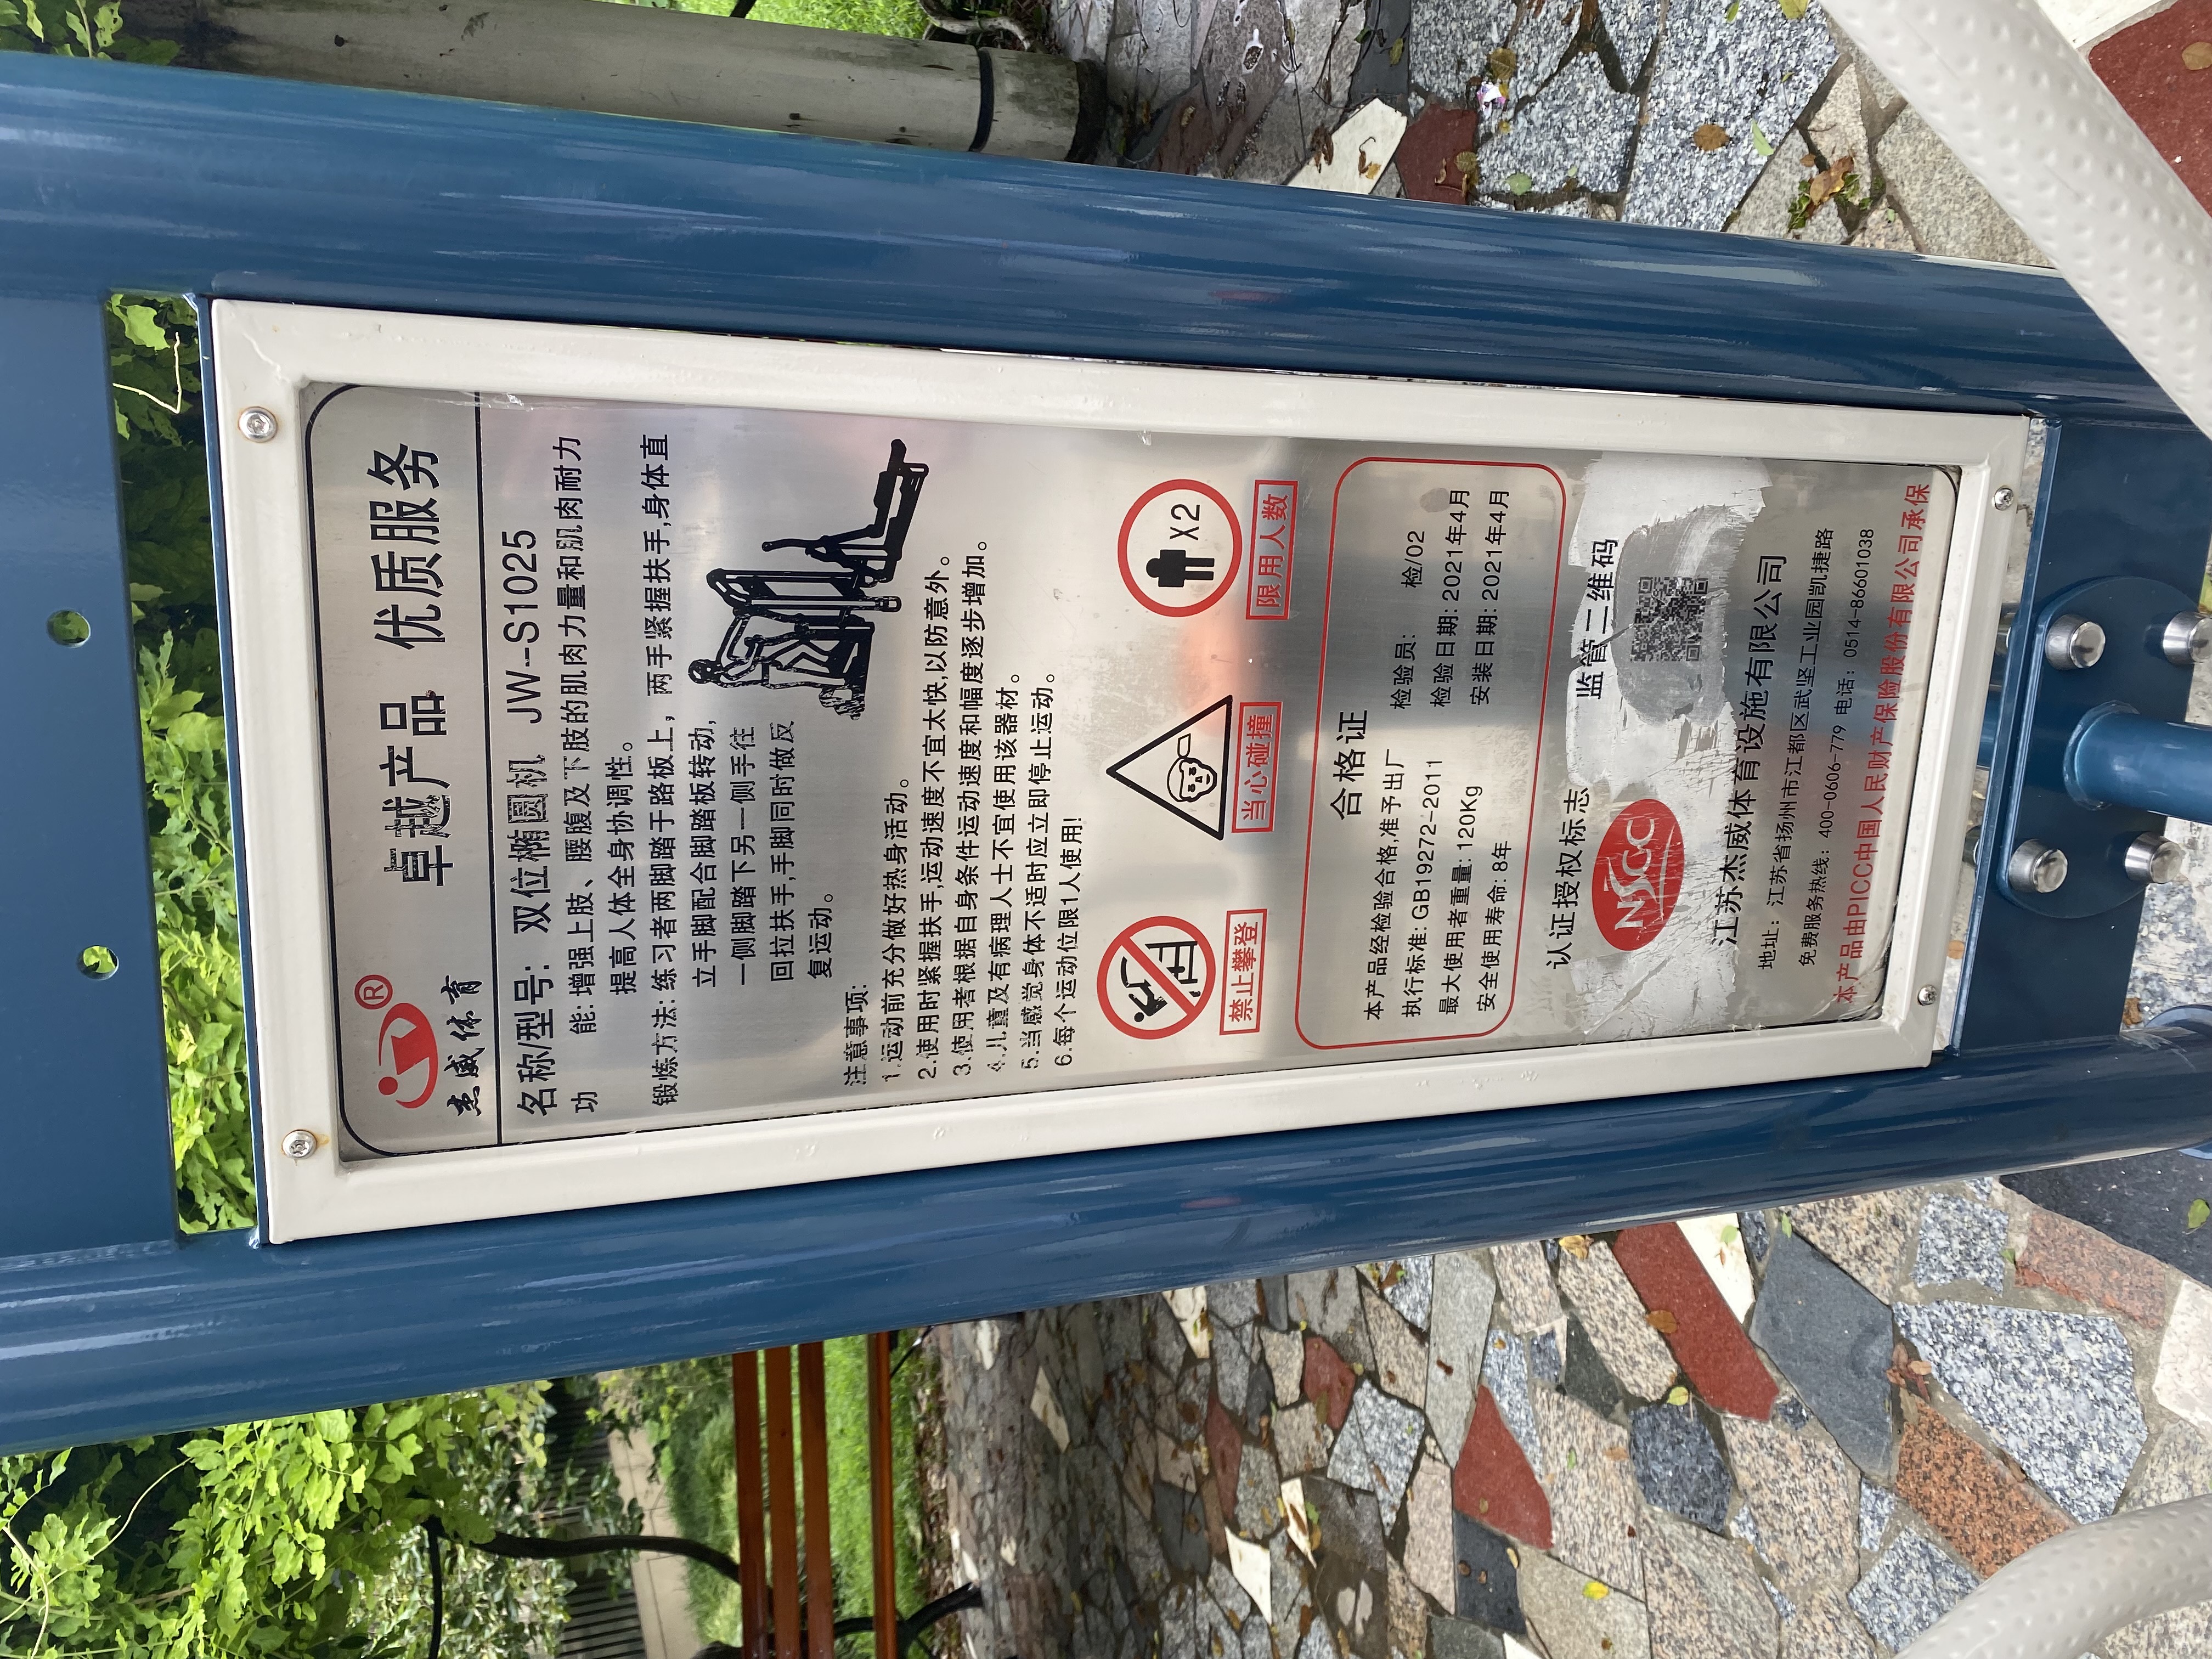 杰威体育 ®
卓越产品 优质服务
名称/型号: 双位椭圆机 JW-S1025
功 能: 增强上肢、腰腹及下肢的肌肉力量和肌肉耐力
提高人体全身协调性。
锻炼方法: 练习者两脚踏于路板上，两手紧握扶手,身体直
立手脚配合脚踏板转动,
一侧脚踏下另一侧手往
回拉扶手,手脚同时做反
复运动。
注意事项:
1.运动前充分做好热身活动。
2.使用时紧握扶手,运动速度不宜太快,以防意外。
3.使用者根据自身条件运动速度和幅度逐步增加。
4.儿童及有病理人士不宜使用该器材。
5.当感觉身体不适时应立即停止运动。
6.每个运动位限1人使用!
X2
禁止攀登
当心碰撞
限用人数
合格证
本产品经检验合格,准予出厂
执行标准: GB19272-2011
最大使用者重量: 120Kg
安全使用寿命: 8年
检验员: 检/02
检验日期: 2021年4月
安装日期: 2021年4月
认证授权标志
监管二维码
NSCC
江苏杰威体育设施有限公司
地址: 江苏省扬州市江都区武坚工业园凯捷路
免费服务热线: 400-0606-779 电话: 0514-86601038
本产品由PICC中国人民财产保险股份有限公司承保